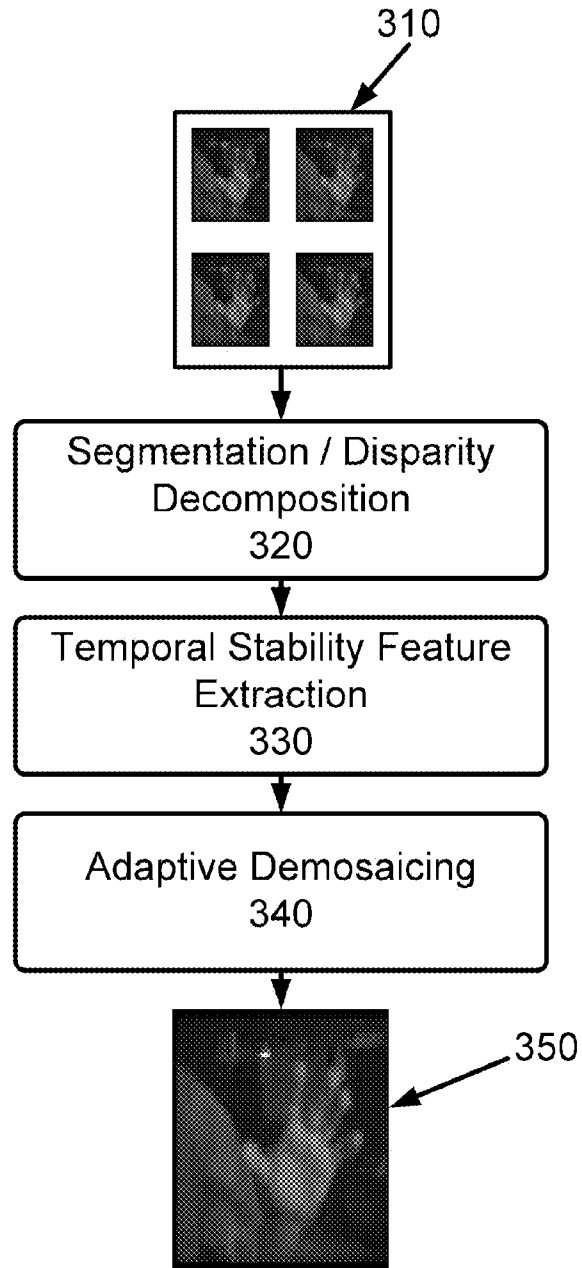 310
Segmentation / Disparity
Decomposition
320
Temporal Stability Feature
Extraction
330
Adaptive Demosaicing
340
350